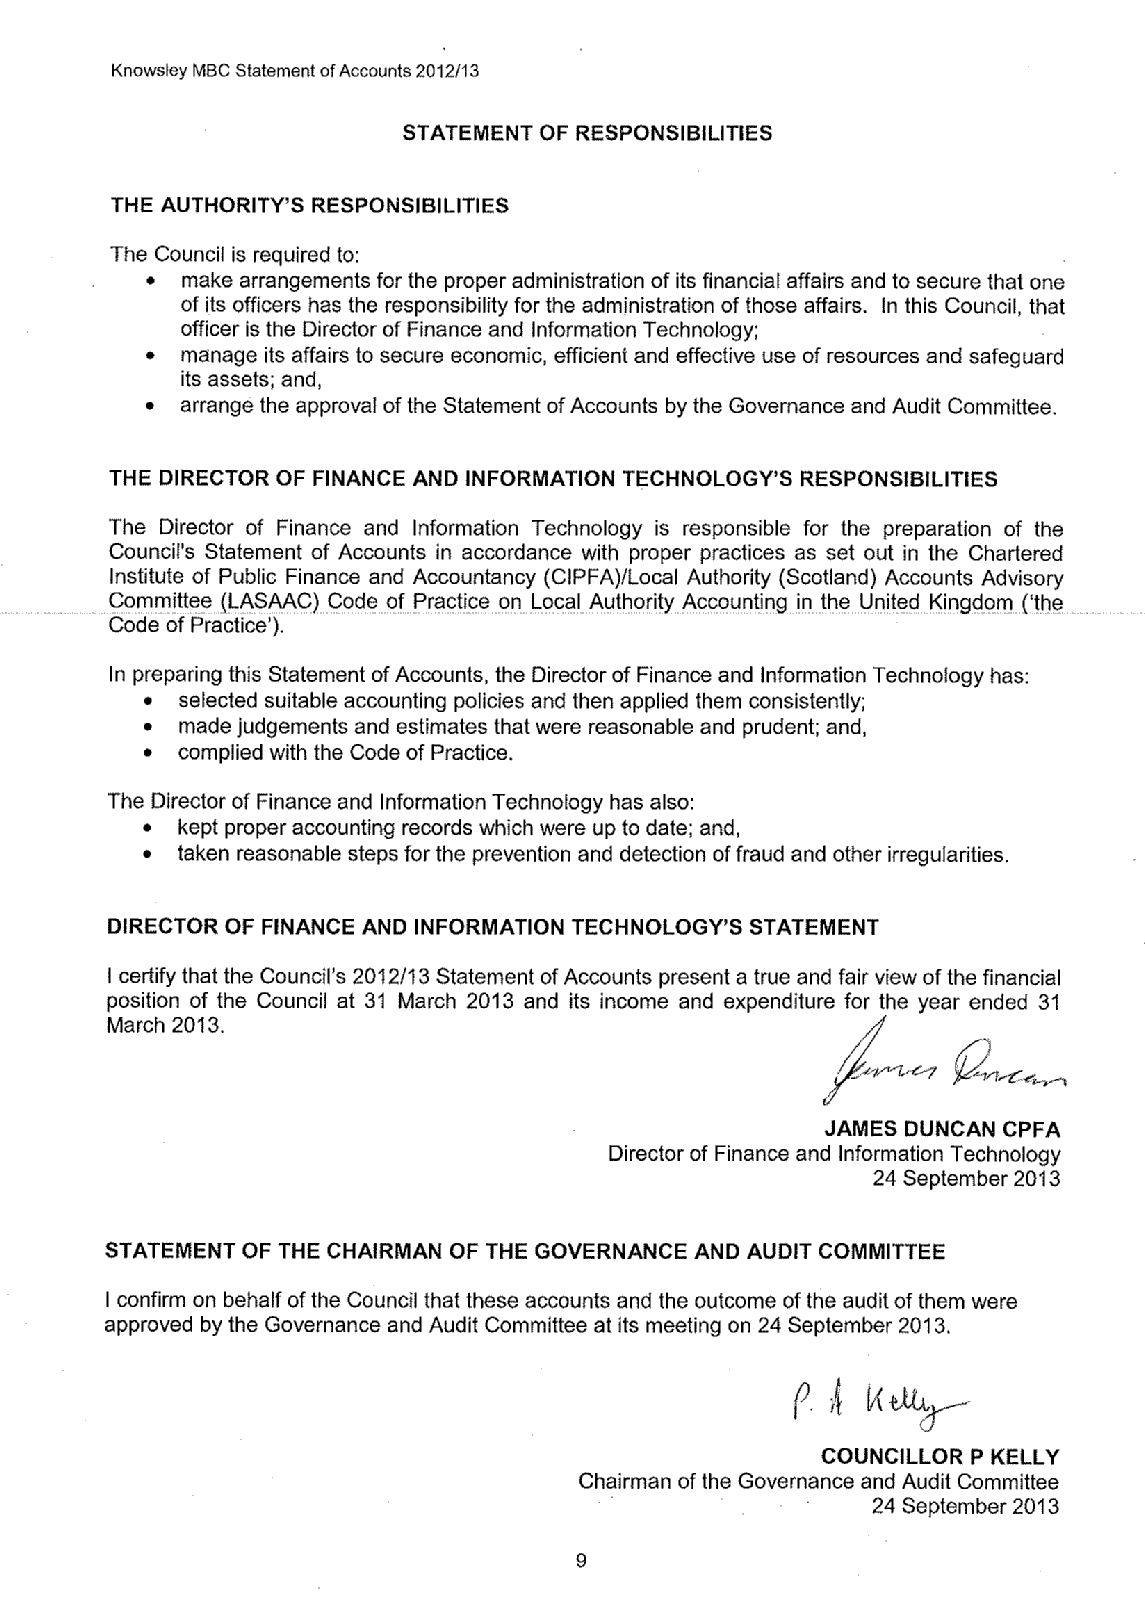 Knowsley MBC Statement of Accounts 2012/13
STATEMENT OF RESPONSIBILITIES
THE AUTHORITY'S RESPONSIBILITIES
The Council is required to:
• make arrangements for the proper administration of its financial affairs and to secure that one
of its officers has the responsibility for the administration of those affairs. In this Council, that
officer is the Director of Finance and Information Technology;
• manage its affairs to secure economic, efficient and effective use of resources and safeguard
its assets; and,
• arrange the approval of the Statement of Accounts by the Governance and Audit Committee.
THE DIRECTOR OF FINANCE AND INFORMATION TECHNOLOGY'S RESPONSIBILITIES
The Director of Finance and Information Technology is responsible for the preparation of the
Council's Statement of Accounts in accordance with proper practices as set out in the Chartered
Institute of Public Finance and Accountancy (CIPFA)/Local Authority (Scotland) Accounts Advisory
Committee (LASAAC) Code of Practice on Local Authority Accounting in the United Kingdom ('the
Code of Practice').
In preparing this Statement of Accounts, the Director of Finance and Information Technology has:
• selected suitable accounting policies and then applied them consistently;
• made judgements and estimates that were reasonable and prudent; and,
• complied with the Code of Practice.
The Director of Finance and Information Technology has also:
• kept proper accounting records which were up to date; and,
• taken reasonable steps for the prevention and detection of fraud and other irregularities.
DIRECTOR OF FINANCE AND INFORMATION TECHNOLOGY'S STATEMENT
I certify that the Council's 2012/13 Statement of Accounts present a true and fair view of the financial
position of the Council at 31 March 2013 and its income and expenditure for the year ended 31
March 2013.
James Duncan
JAMES DUNCAN CPFA
Director of Finance and Information Technology
24 September 2013
STATEMENT OF THE CHAIRMAN OF THE GOVERNANCE AND AUDIT COMMITTEE
I confirm on behalf of the Council that these accounts and the outcome of the audit of them were
approved by the Governance and Audit Committee at its meeting on 24 September 2013.
P. A Kelly
COUNCILLOR P KELLY
Chairman of the Governance and Audit Committee
24 September 2013
9